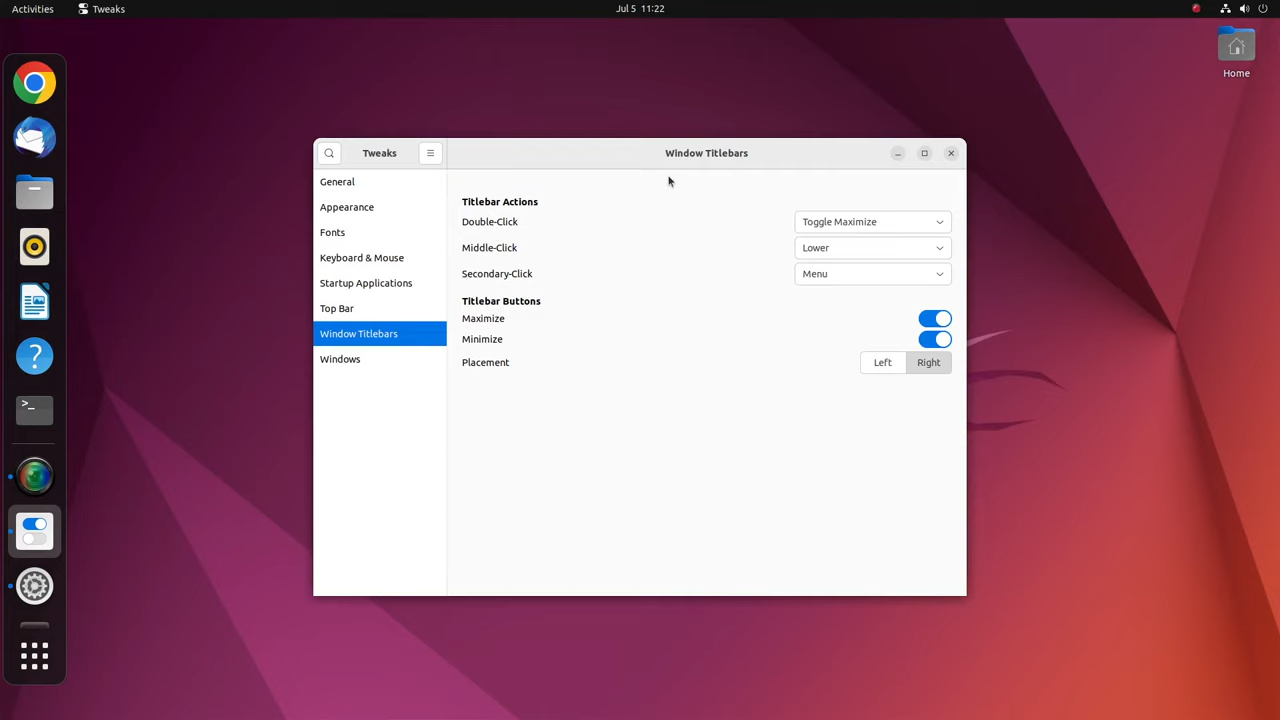 Activities Tweaks Jul 5 11:22
Home
Tweaks Window Titlebars
General
Appearance
Fonts
Keyboard & Mouse
Startup Applications
Top Bar
Window Titlebars
Windows
Titlebar Actions
Double-Click Toggle Maximize
Middle-Click Lower
Secondary-Click Menu
Titlebar Buttons
Maximize
Minimize
Placement Left Right